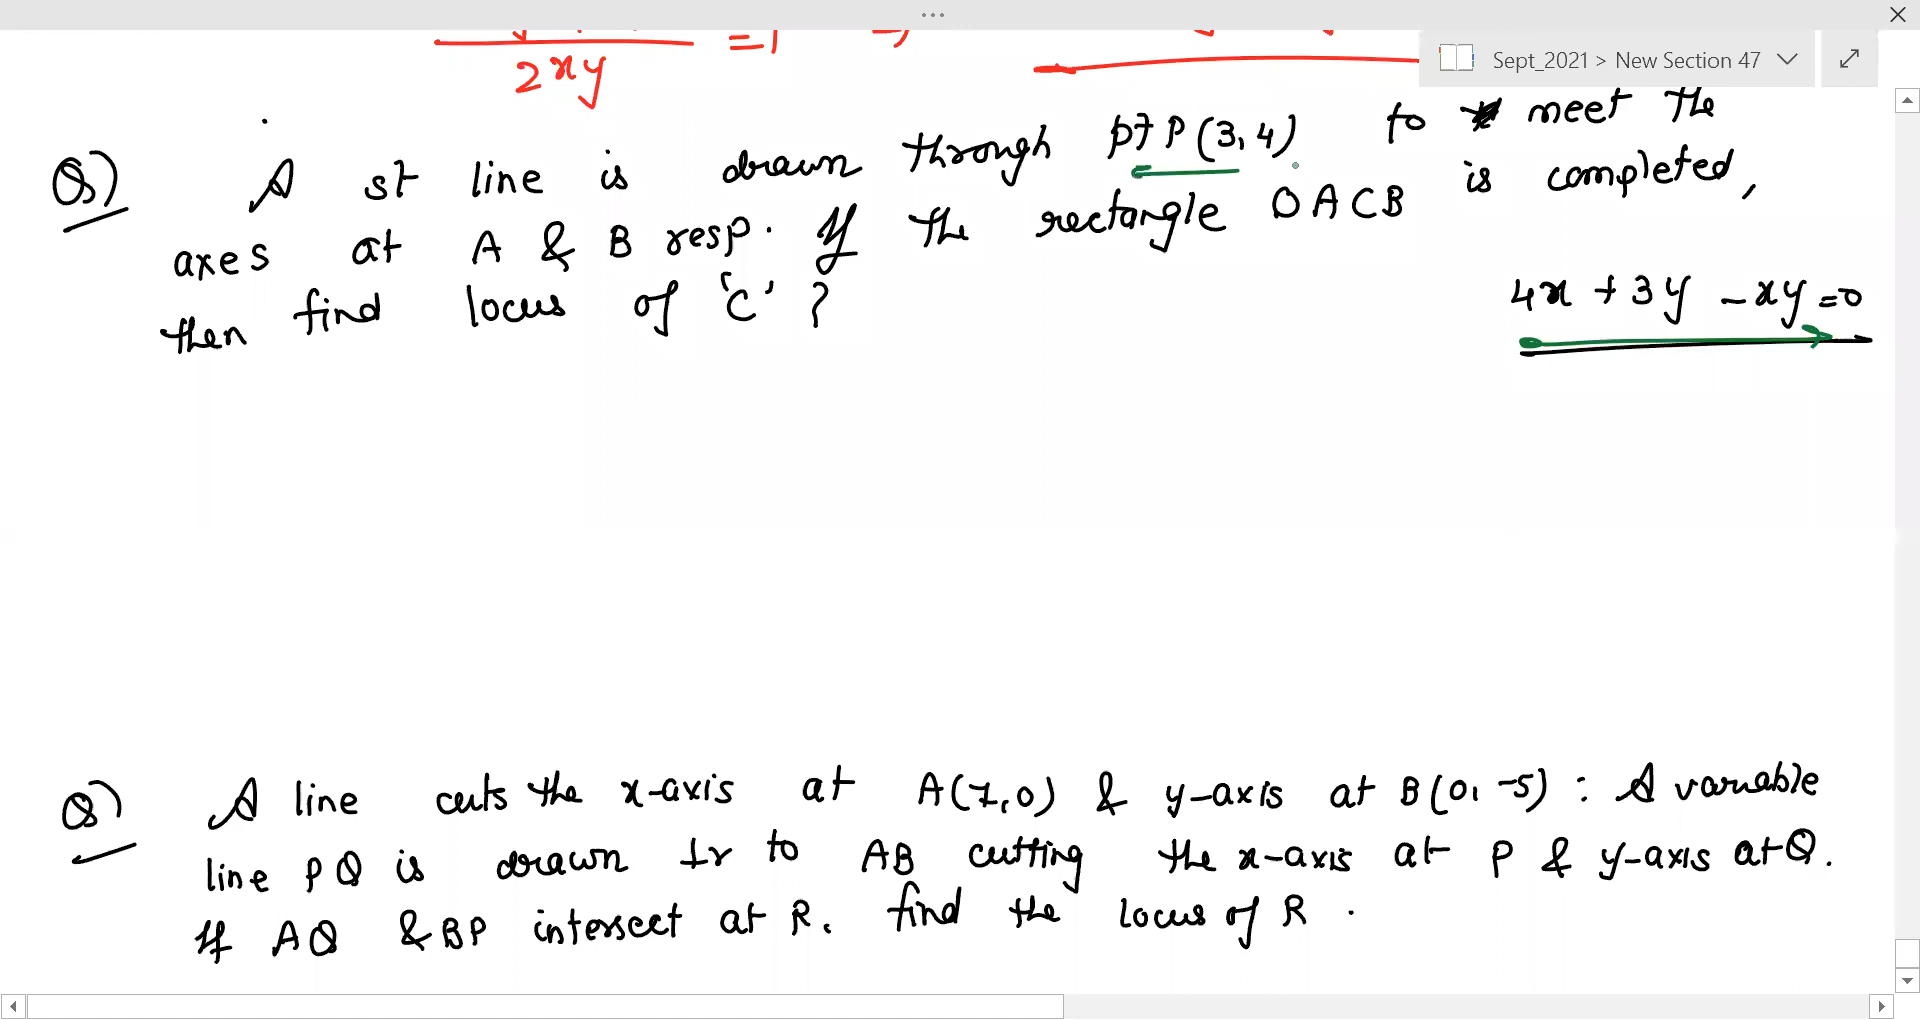 2xy
=1
Sept_2021 > New Section 47
Q) A st line is drawn through pt P(3,4) to meet the
axes at A & B resp. If the rectangle OACB is completed,
then find locus of 'C' ?
4x + 3y - xy = 0
Q) A line cuts the x-axis at A(7,0) & y-axis at B(0,-5) : A variable
line PQ is drawn ⊥r to AB cutting the x-axis at P & y-axis at Q.
If AQ & BP intersect at R. find the locus of R.